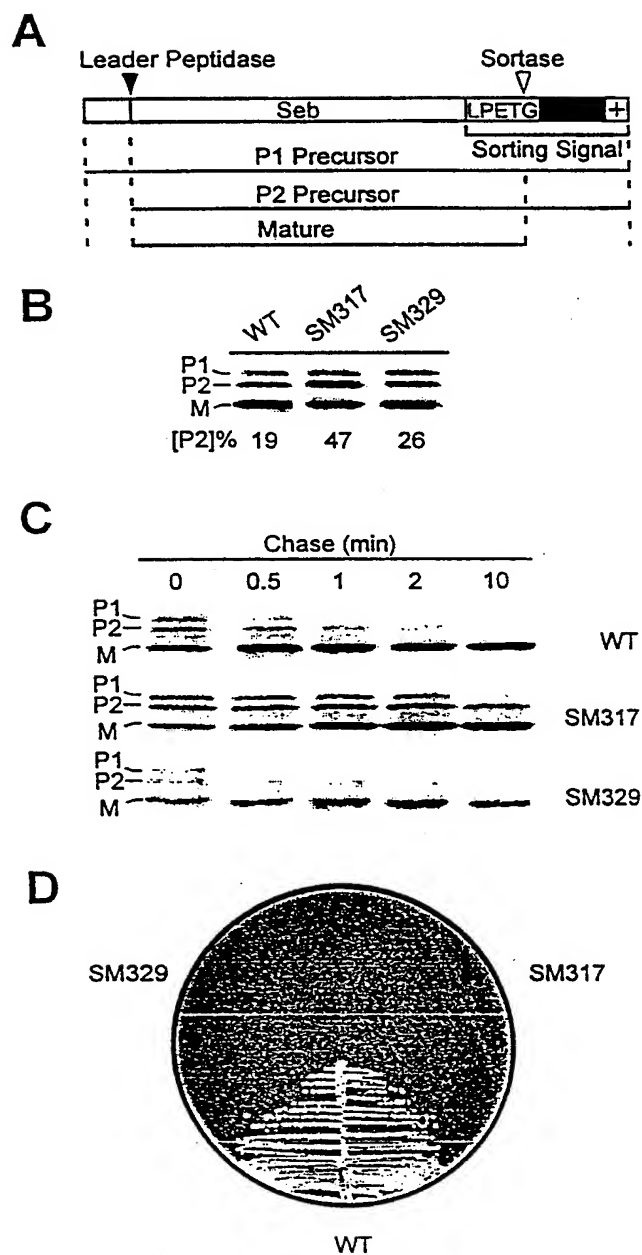 A
Leader Peptidase Sortase
Seb LPETG +
P1 Precursor Sorting Signal
P2 Precursor
Mature
B
WT SM317 SM329
P1
P2
M
[P2]% 19 47 26
C
Chase (min)
0 0.5 1 2 10
P1
P2
M WT
P1
P2
M SM317
P1
P2
M SM329
D
SM329 SM317
WT